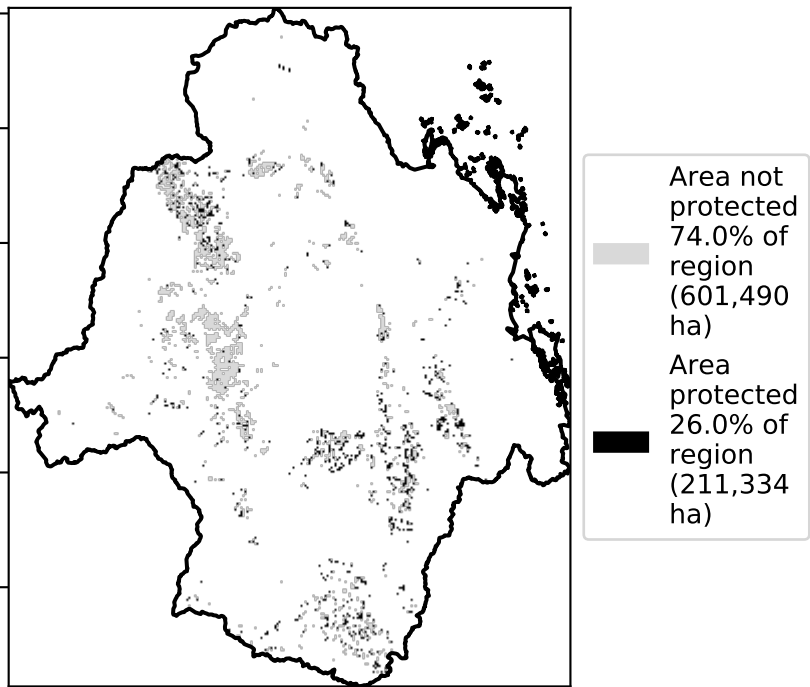 Area not
protected
74.0% of
region
(601,490
ha)
Area
protected
26.0% of
region
(211,334
ha)